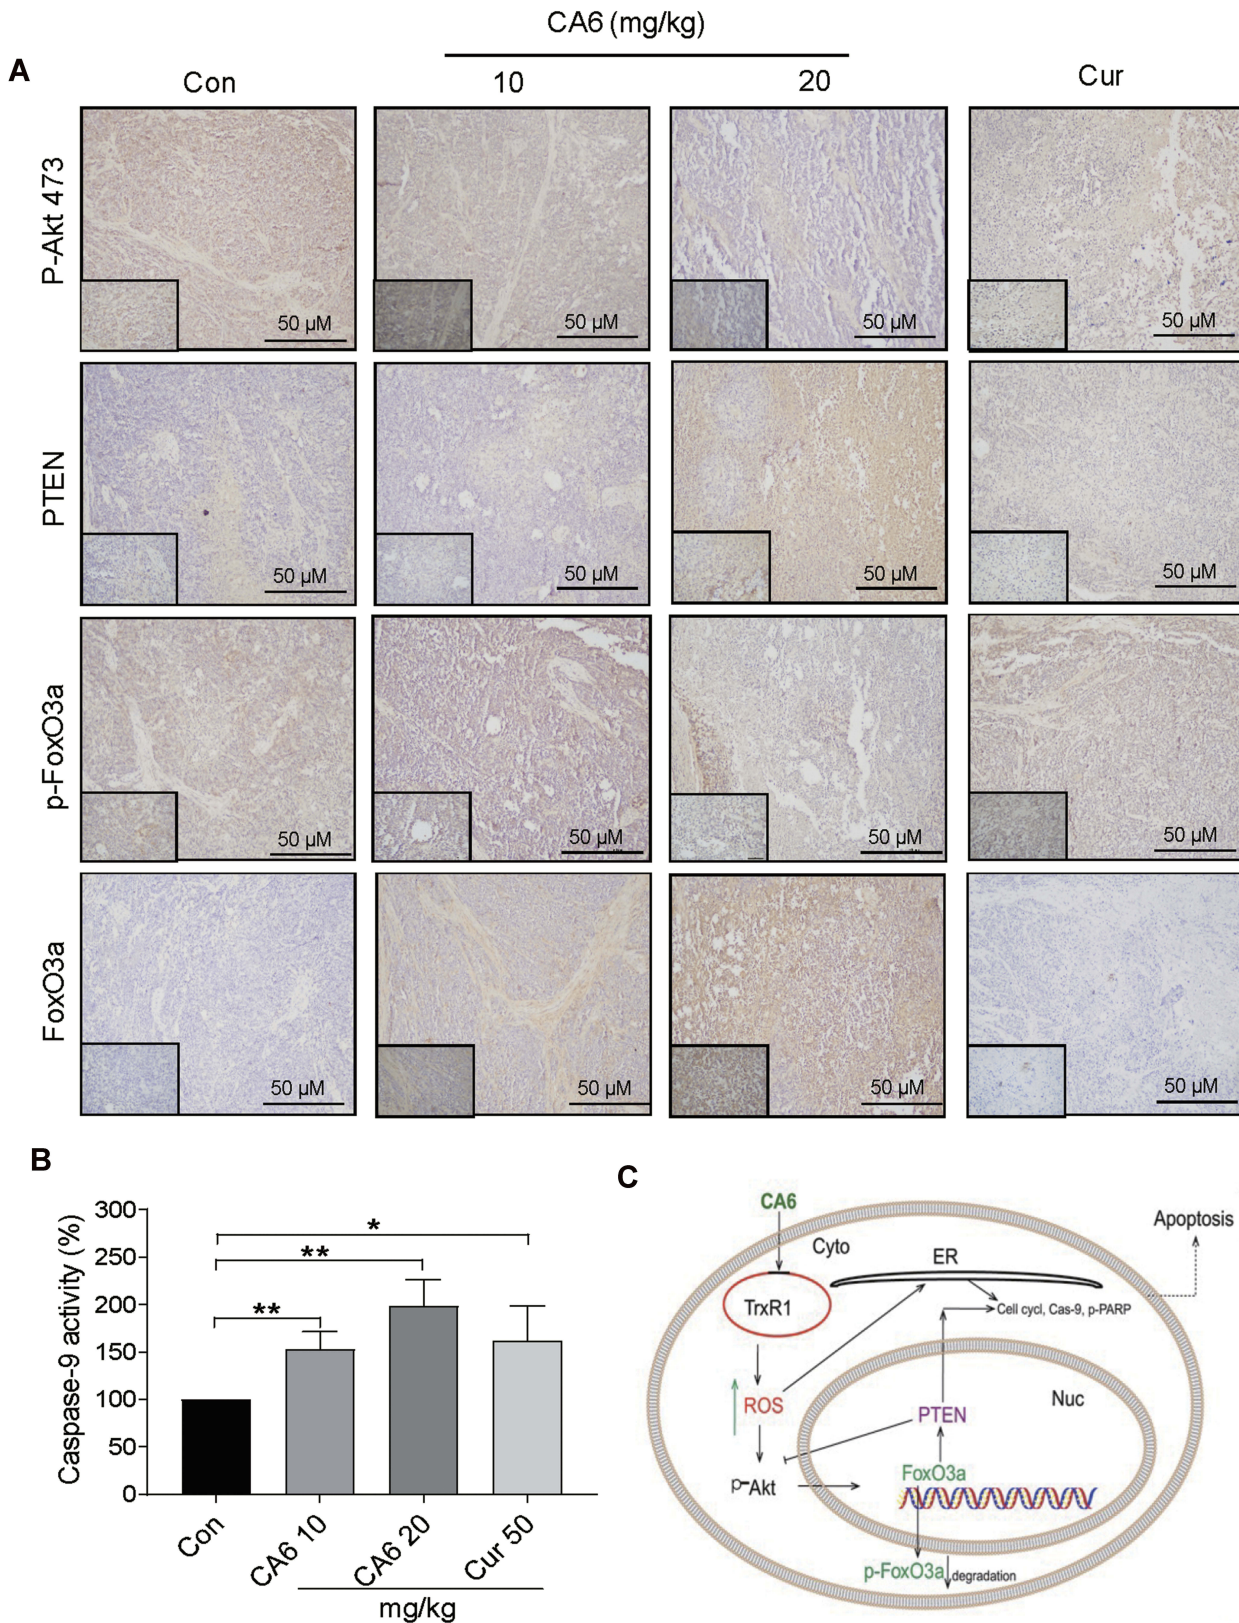 CA6 (mg/kg)
A
Con
10
20
Cur
P-Akt 473
50 µM
50 µM
50 µM
50 µM
PTEN
50 µM
50 µM
50 µM
50 µM
p-FoxO3a
50 µM
50 µM
50 µM
50 µM
FoxO3a
50 µM
50 µM
50 µM
50 µM
B
Caspase-9 activity (%)
300
250
200
150
100
50
0
*
**
**
Con
CA6 10
CA6 20
Cur 50
mg/kg
C
CA6
Cyto
ER
Apoptosis
TrxR1
Cell cycl, Cas-9, p-PARP
Nuc
ROS
PTEN
p-Akt
FoxO3a
p-FoxO3a
degradation